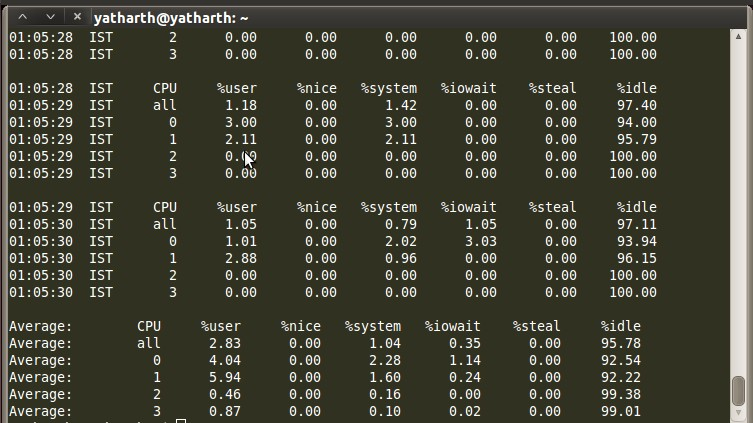 yatharth@yatharth: ~
01:05:28 IST 2 0.00 0.00 0.00 0.00 0.00 100.00
01:05:28 IST 3 0.00 0.00 0.00 0.00 0.00 100.00
01:05:28 IST CPU %user %nice %system %iowait %steal %idle
01:05:29 IST all 1.18 0.00 1.42 0.00 0.00 97.40
01:05:29 IST 0 3.00 0.00 3.00 0.00 0.00 94.00
01:05:29 IST 1 2.11 0.00 2.11 0.00 0.00 95.79
01:05:29 IST 2 0.00 0.00 0.00 0.00 0.00 100.00
01:05:29 IST 3 0.00 0.00 0.00 0.00 0.00 100.00
01:05:29 IST CPU %user %nice %system %iowait %steal %idle
01:05:30 IST all 1.05 0.00 0.79 1.05 0.00 97.11
01:05:30 IST 0 1.01 0.00 2.02 3.03 0.00 93.94
01:05:30 IST 1 2.88 0.00 0.96 0.00 0.00 96.15
01:05:30 IST 2 0.00 0.00 0.00 0.00 0.00 100.00
01:05:30 IST 3 0.00 0.00 0.00 0.00 0.00 100.00
Average: CPU %user %nice %system %iowait %steal %idle
Average: all 2.83 0.00 1.04 0.35 0.00 95.78
Average: 0 4.04 0.00 2.28 1.14 0.00 92.54
Average: 1 5.94 0.00 1.60 0.24 0.00 92.22
Average: 2 0.46 0.00 0.16 0.00 0.00 99.38
Average: 3 0.87 0.00 0.10 0.02 0.00 99.01